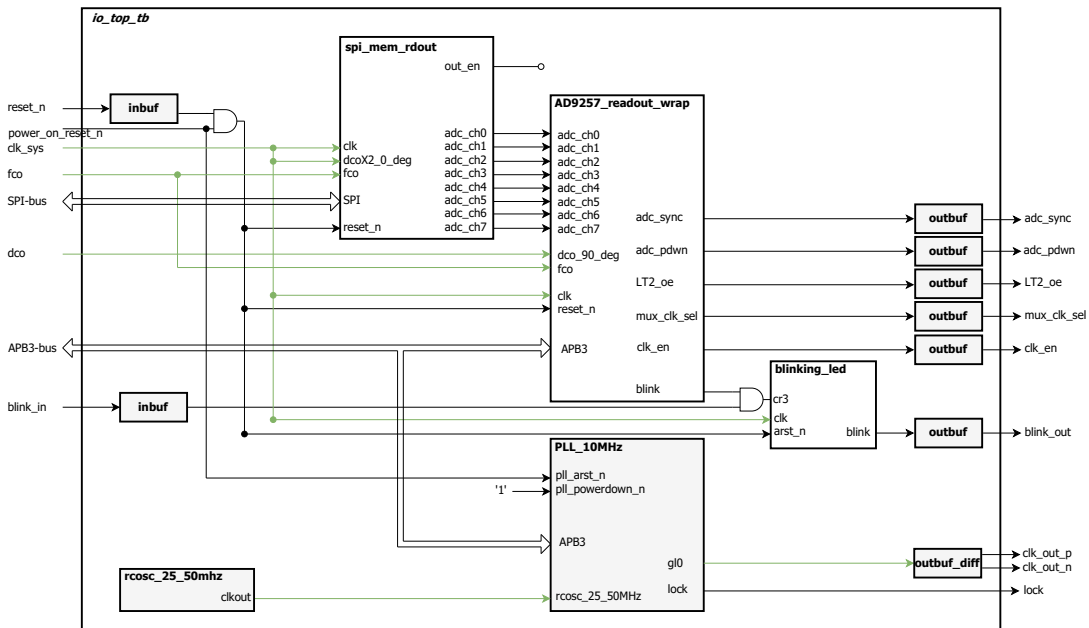 io_top_tb
reset_n
power_on_reset_n
clk_sys
fco
SPI-bus
dco
APB3-bus
blink_in
inbuf
inbuf
spi_mem_rdout
out_en
clk
dcoX2_0_deg
fco
SPI
reset_n
adc_ch0
adc_ch1
adc_ch2
adc_ch3
adc_ch4
adc_ch5
adc_ch6
adc_ch7
AD9257_readout_wrap
adc_ch0
adc_ch1
adc_ch2
adc_ch3
adc_ch4
adc_ch5
adc_ch6
adc_ch7
dco_90_deg
fco
clk
reset_n
APB3
adc_sync
adc_pdwn
LT2_oe
mux_clk_sel
clk_en
blink
blinking_led
cr3
clk
arst_n
blink
PLL_10MHz
pll_arst_n
'1'
pll_powerdown_n
APB3
gl0
lock
rcosc_25_50MHz
rcosc_25_50mhz
clkout
outbuf
outbuf
outbuf
outbuf
outbuf
outbuf
outbuf_diff
adc_sync
adc_pdwn
LT2_oe
mux_clk_sel
clk_en
blink_out
clk_out_p
clk_out_n
lock